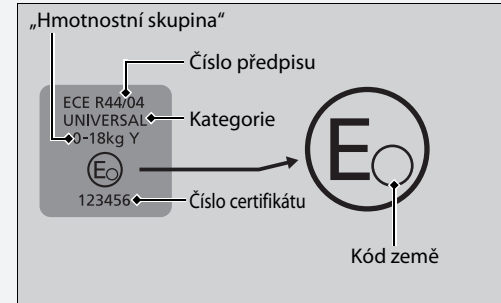 „Hmotnostní skupina“
Číslo předpisu
ECE R44/04
UNIVERSAL
Kategorie
0-18kg Y
E
E
123456
Číslo certifikátu
Kód země